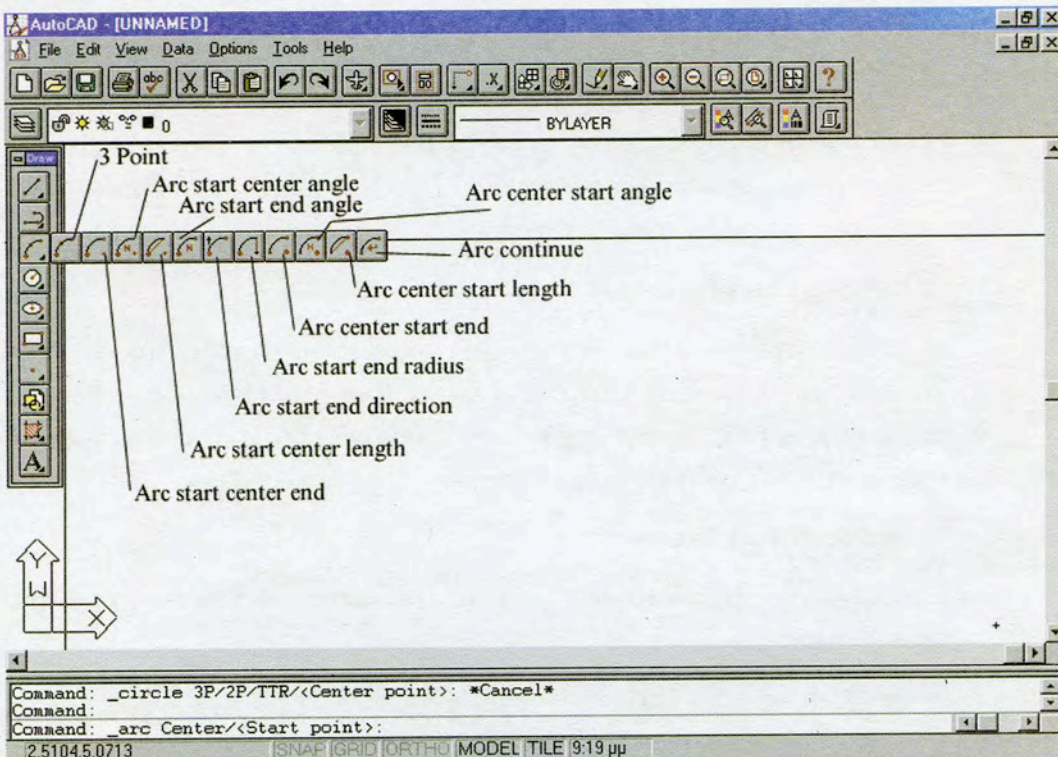 AutoCAD - [UNNAMED]
File Edit View Data Options Tools Help
abc
.X
?
0
BYLAYER
Draw
3 Point
Arc start center angle
Arc start end angle
Arc center start angle
Arc continue
Arc center start length
Arc center start end
Arc start end radius
Arc start end direction
Arc start center length
Arc start center end
A
Y
W
X
Command: _circle 3P/2P/TTR/<Center point>: *Cancel*
Command:
Command: _arc Center/<Start point>:
2.5104,5.0713 SNAP GRID ORTHO MODEL TILE 9:19 μμ